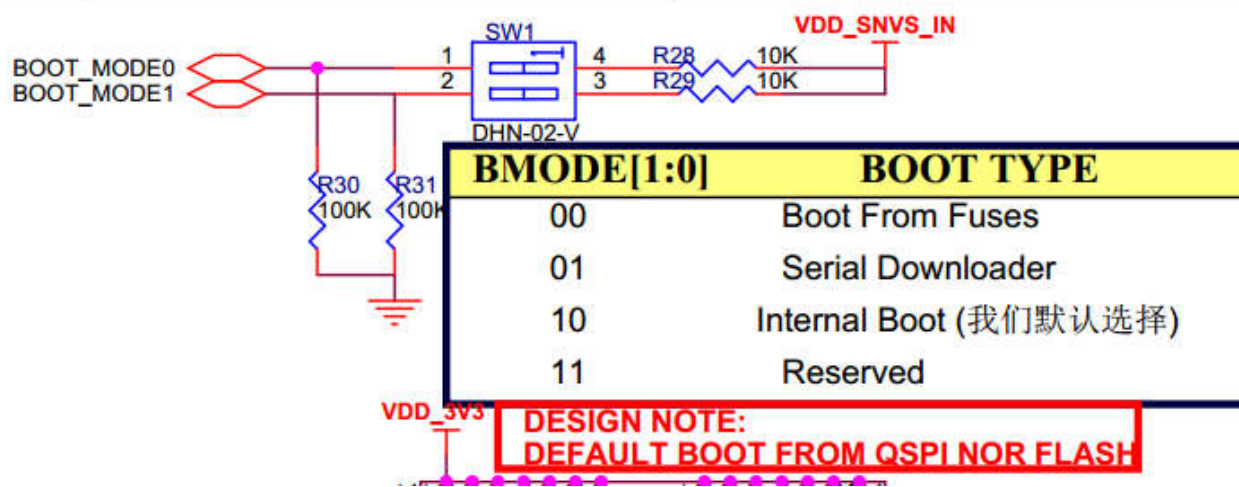 SW1
VDD_SNVS_IN
BOOT_MODE0 1 4 R28 10K
BOOT_MODE1 2 3 R29 10K
DHN-02-V
R30
100K
R31
100K
BMODE[1:0] BOOT TYPE
00 Boot From Fuses
01 Serial Downloader
10 Internal Boot (我们默认选择)
11 Reserved
VDD_3V3
DESIGN NOTE:
DEFAULT BOOT FROM QSPI NOR FLASH